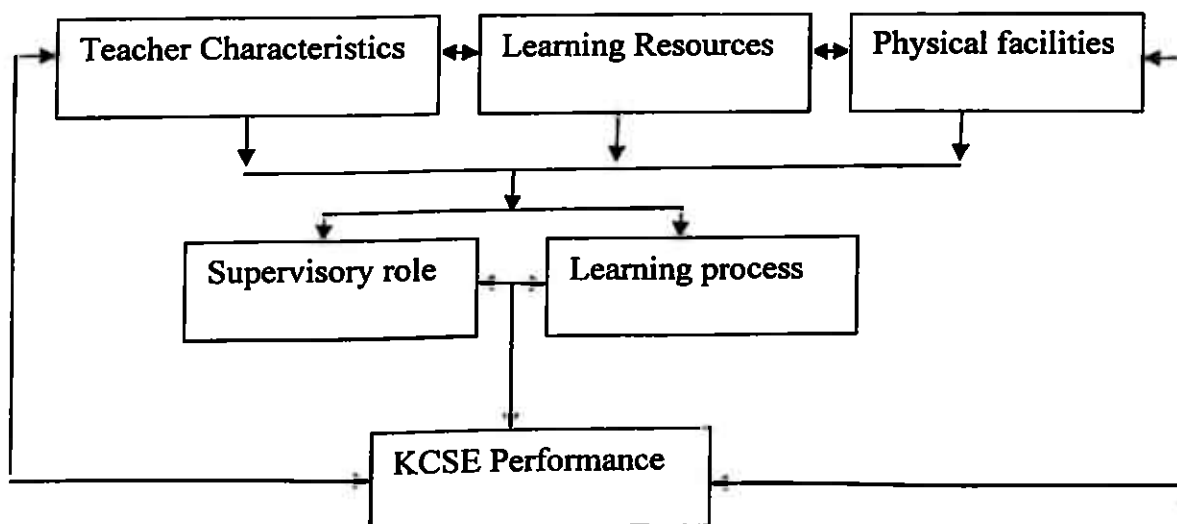 Teacher Characteristics
Learning Resources
Physical facilities
Supervisory role
Learning process
KCSE Performance